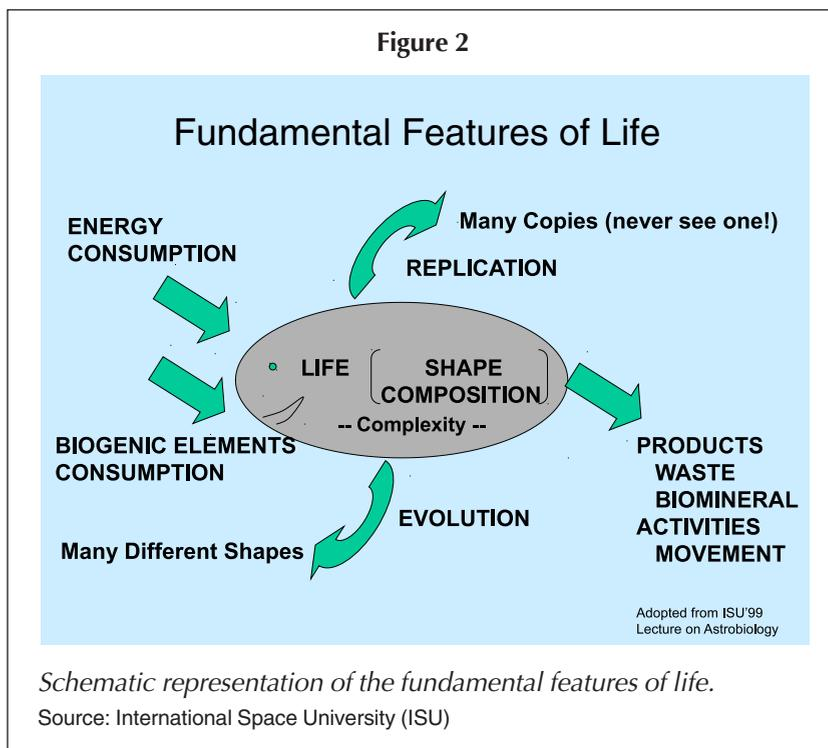 Figure 2
Fundamental Features of Life
ENERGY
CONSUMPTION
Many Copies (never see one!)
REPLICATION
LIFE
SHAPE
COMPOSITION
-- Complexity --
BIOGENIC ELEMENTS
CONSUMPTION
PRODUCTS
WASTE
BIOMINERAL
ACTIVITIES
MOVEMENT
EVOLUTION
Many Different Shapes
Adopted from ISU'99
Lecture on Astrobiology
Schematic representation of the fundamental features of life.
Source: International Space University (ISU)